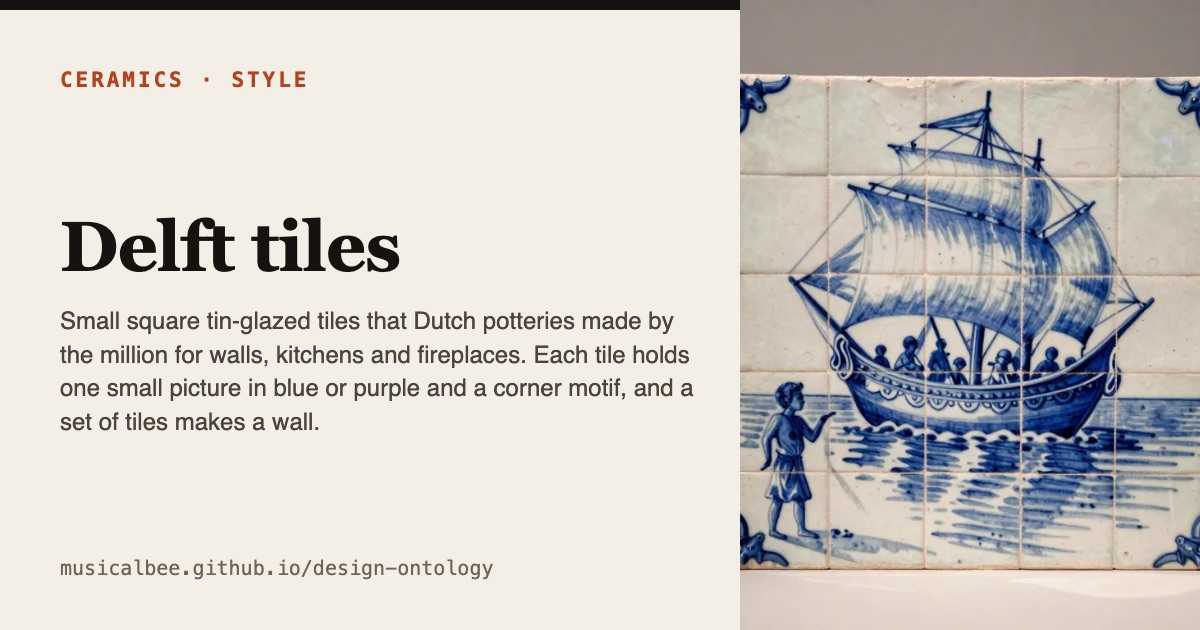 CERAMICS · STYLE
Delft tiles
Small square tin-glazed tiles that Dutch potteries made by
the million for walls, kitchens and fireplaces. Each tile holds
one small picture in blue or purple and a corner motif, and a
set of tiles makes a wall.
musicalbee.github.io/design-ontology